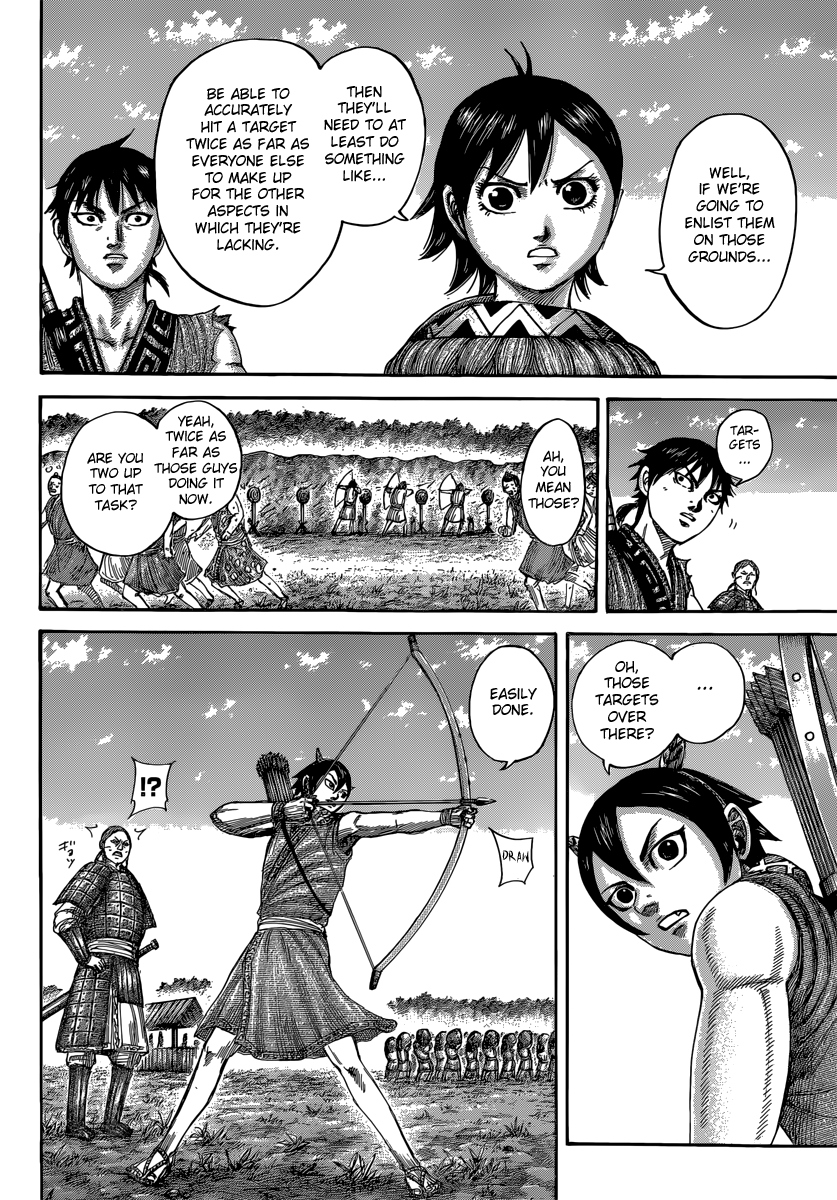 WELL,
IF WE'RE
GOING TO
ENLIST THEM
ON THOSE
GROUNDS...
THEN
THEY'LL
NEED TO AT
LEAST DO
SOMETHING
LIKE...
BE ABLE TO
ACCURATELY
HIT A TARGET
TWICE AS FAR AS
EVERYONE ELSE
TO MAKE UP
FOR THE OTHER
ASPECTS IN
WHICH THEY'RE
LACKING.
TAR-
GETS
...
AH,
YOU
MEAN
THOSE?
YEAH,
TWICE AS
FAR AS
THOSE GUYS
DOING IT
NOW.
ARE YOU
TWO UP
TO THAT
TASK?
...
OH,
THOSE
TARGETS
OVER
THERE?
EASILY
DONE.
DRAW
!?
ギョッ